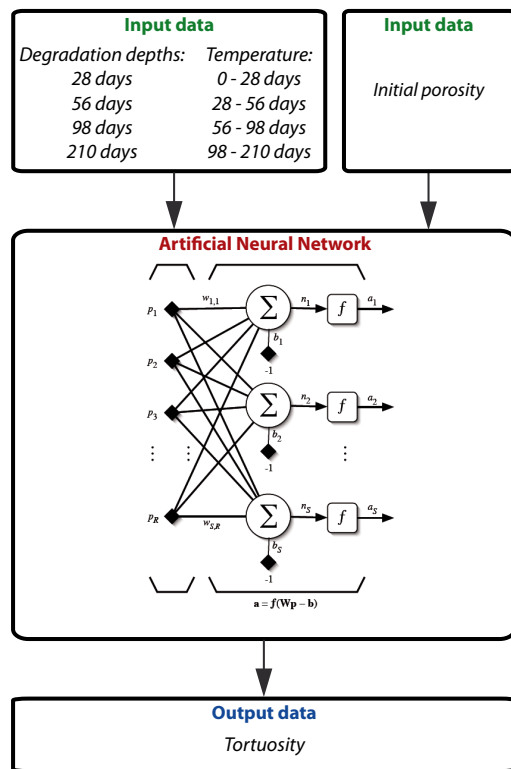 Input data
Degradation depths: Temperature:
28 days 0 - 28 days
56 days 28 - 56 days
98 days 56 - 98 days
210 days 98 - 210 days
Input data
Initial porosity
Artificial Neural Network
p1 w1,1 Σ n1 f a1
b1
-1
p2
p3 Σ n2 f a2
b2
-1
⋮ ⋮ ⋮
pR wS,R Σ nS f aS
bS
-1
a = f(Wp – b)
Output data
Tortuosity